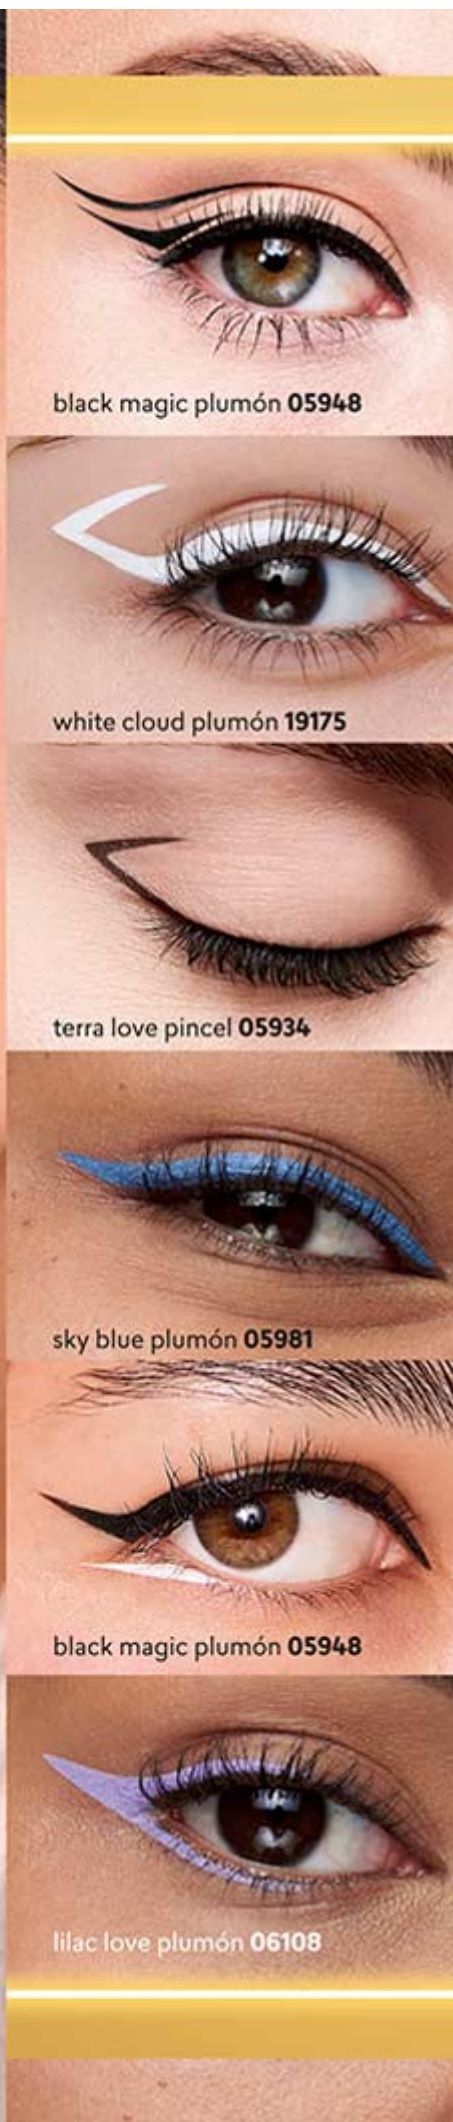 black magic plumón 05948
white cloud plumón 19175
terra love pincel 05934
sky blue plumón 05981
black magic plumón 05948
lilac love plumón 06108